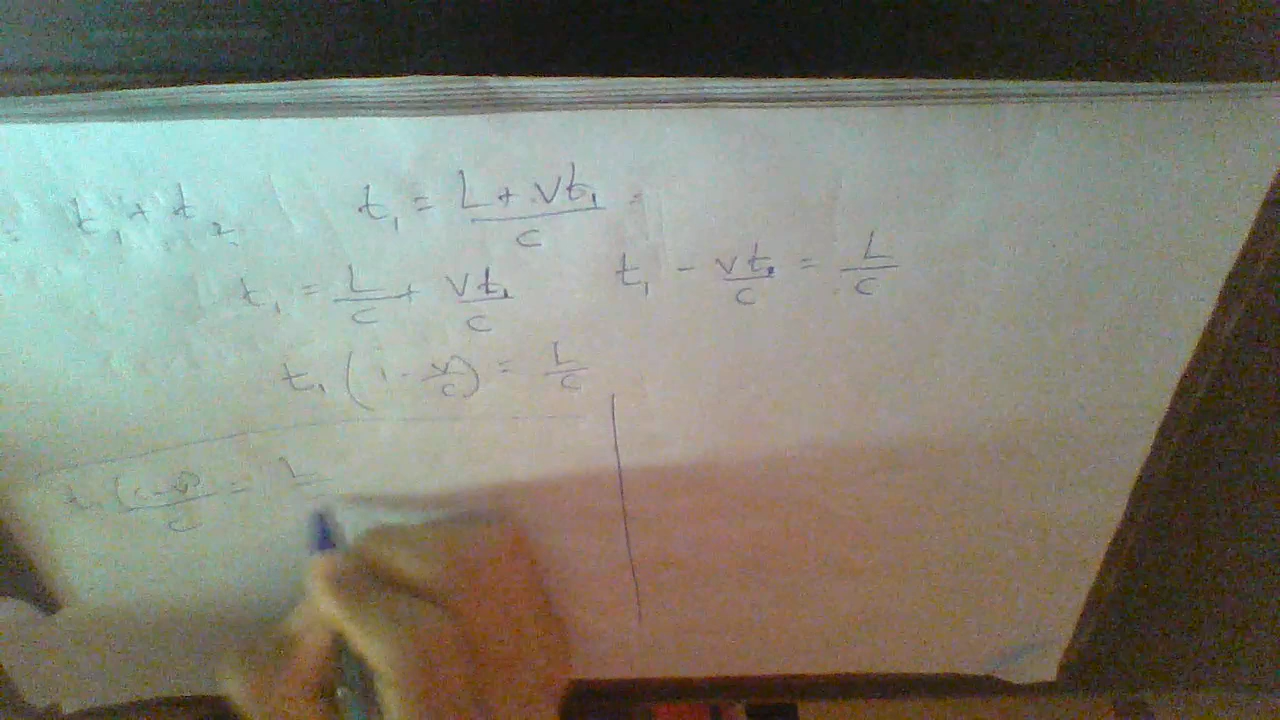 t₁ + t₂    t₁ = (L + vt₁)/c =
t₁ = L/c + vt₁/c    t₁ - vt₁/c = L/c
t₁ (1 - v/c) = L/c
(c - v)/c = L